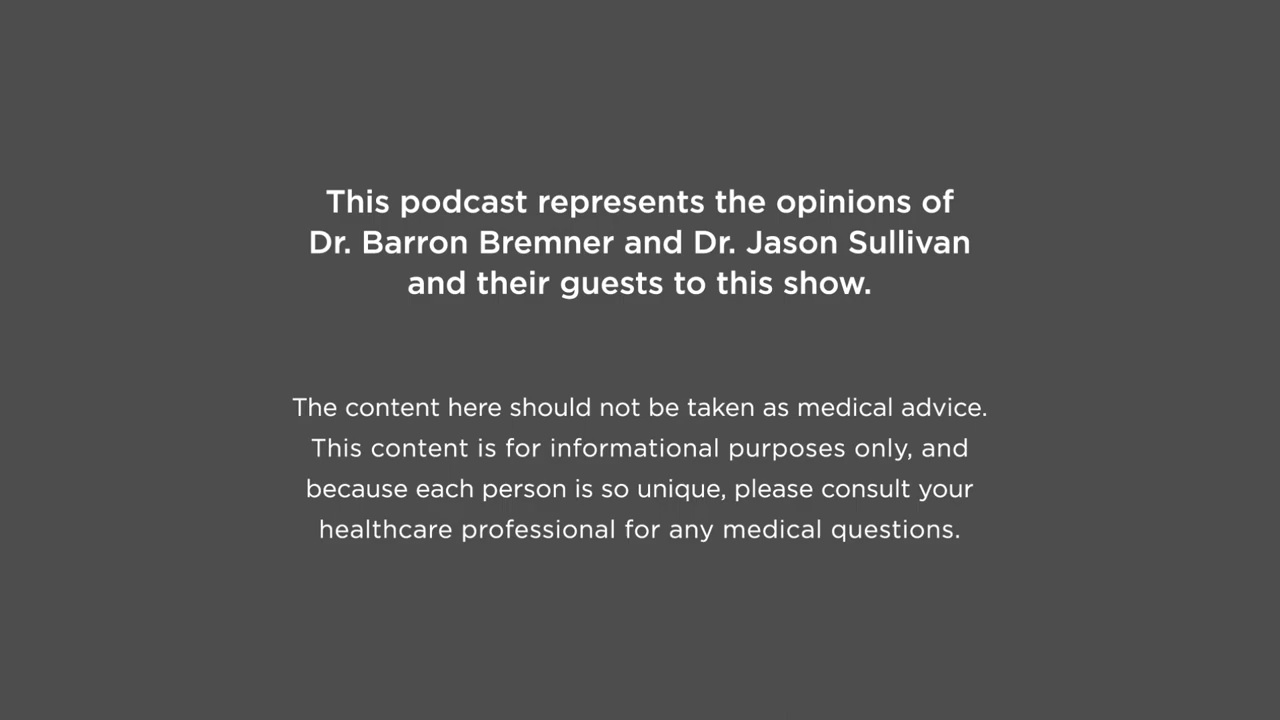 This podcast represents the opinions of
Dr. Barron Bremner and Dr. Jason Sullivan
and their guests to this show.
The content here should not be taken as medical advice.
This content is for informational purposes only, and
because each person is so unique, please consult your
healthcare professional for any medical questions.